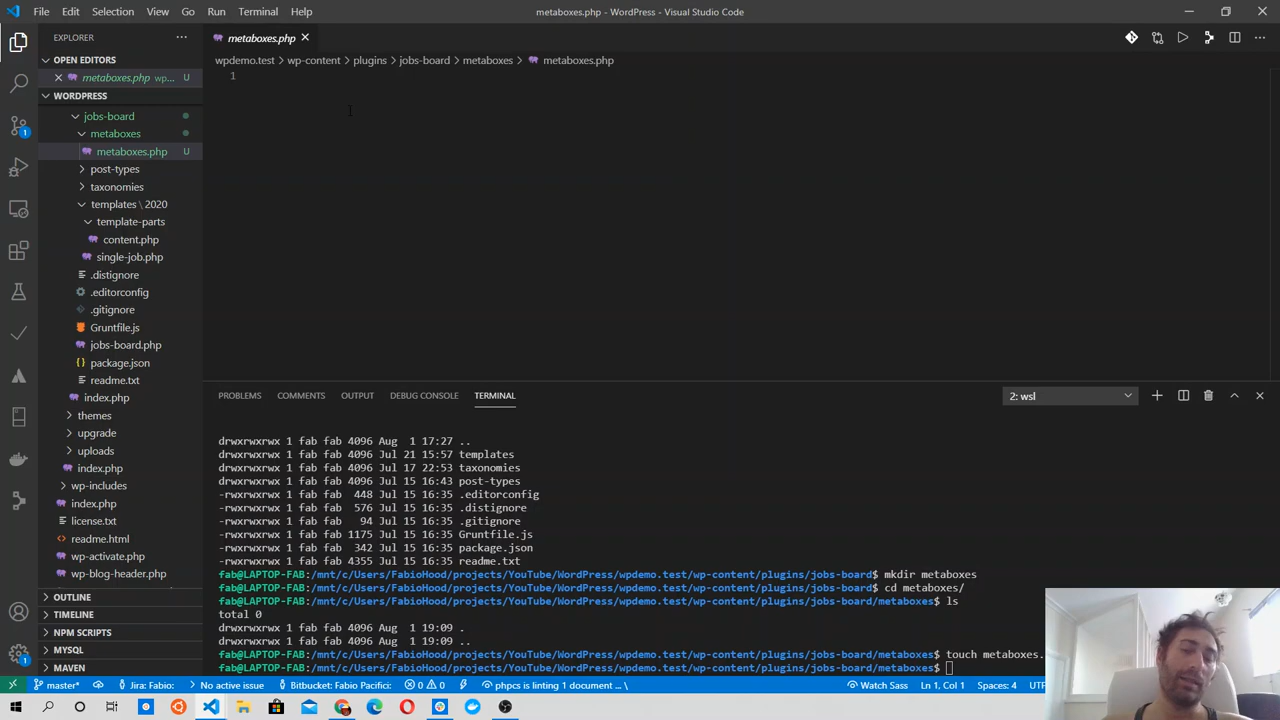 File Edit Selection View Go Run Terminal Help
metaboxes.php - WordPress - Visual Studio Code
EXPLORER
OPEN EDITORS
metaboxes.php wp... U
WORDPRESS
jobs-board
metaboxes
metaboxes.php U
post-types
taxonomies
templates \ 2020
template-parts
content.php
single-job.php
.distignore
.editorconfig
.gitignore
Gruntfile.js
jobs-board.php
package.json
readme.txt
index.php
themes
upgrade
uploads
index.php
wp-includes
index.php
license.txt
readme.html
wp-activate.php
wp-blog-header.php
OUTLINE
TIMELINE
NPM SCRIPTS
MYSQL
MAVEN
metaboxes.php
wpdemo.test > wp-content > plugins > jobs-board > metaboxes > metaboxes.php
1
PROBLEMS COMMENTS OUTPUT DEBUG CONSOLE TERMINAL
2: wsl
drwxrwxrwx 1 fab fab 4096 Aug  1 17:27 ..
drwxrwxrwx 1 fab fab 4096 Jul 21 15:57 templates
drwxrwxrwx 1 fab fab 4096 Jul 17 22:53 taxonomies
drwxrwxrwx 1 fab fab 4096 Jul 15 16:43 post-types
-rwxrwxrwx 1 fab fab  448 Jul 15 16:35 .editorconfig
-rwxrwxrwx 1 fab fab  576 Jul 15 16:35 .distignore
-rwxrwxrwx 1 fab fab   94 Jul 15 16:35 .gitignore
-rwxrwxrwx 1 fab fab 1175 Jul 15 16:35 Gruntfile.js
-rwxrwxrwx 1 fab fab  342 Jul 15 16:35 package.json
-rwxrwxrwx 1 fab fab 4355 Jul 15 16:35 readme.txt
fab@LAPTOP-FAB:/mnt/c/Users/FabioHood/projects/YouTube/WordPress/wpdemo.test/wp-content/plugins/jobs-board$ mkdir metaboxes
fab@LAPTOP-FAB:/mnt/c/Users/FabioHood/projects/YouTube/WordPress/wpdemo.test/wp-content/plugins/jobs-board$ cd metaboxes/
fab@LAPTOP-FAB:/mnt/c/Users/FabioHood/projects/YouTube/WordPress/wpdemo.test/wp-content/plugins/jobs-board/metaboxes$ ls
total 0
drwxrwxrwx 1 fab fab 4096 Aug  1 19:09 .
drwxrwxrwx 1 fab fab 4096 Aug  1 19:09 ..
fab@LAPTOP-FAB:/mnt/c/Users/FabioHood/projects/YouTube/WordPress/wpdemo.test/wp-content/plugins/jobs-board/metaboxes$ touch metaboxes.
fab@LAPTOP-FAB:/mnt/c/Users/FabioHood/projects/YouTube/WordPress/wpdemo.test/wp-content/plugins/jobs-board/metaboxes$
master* Jira: Fabio: No active issue Bitbucket: Fabio Pacific: 0 0 phpcs is linting 1 document ... \ Watch Sass Ln 1, Col 1 Spaces: 4 UT